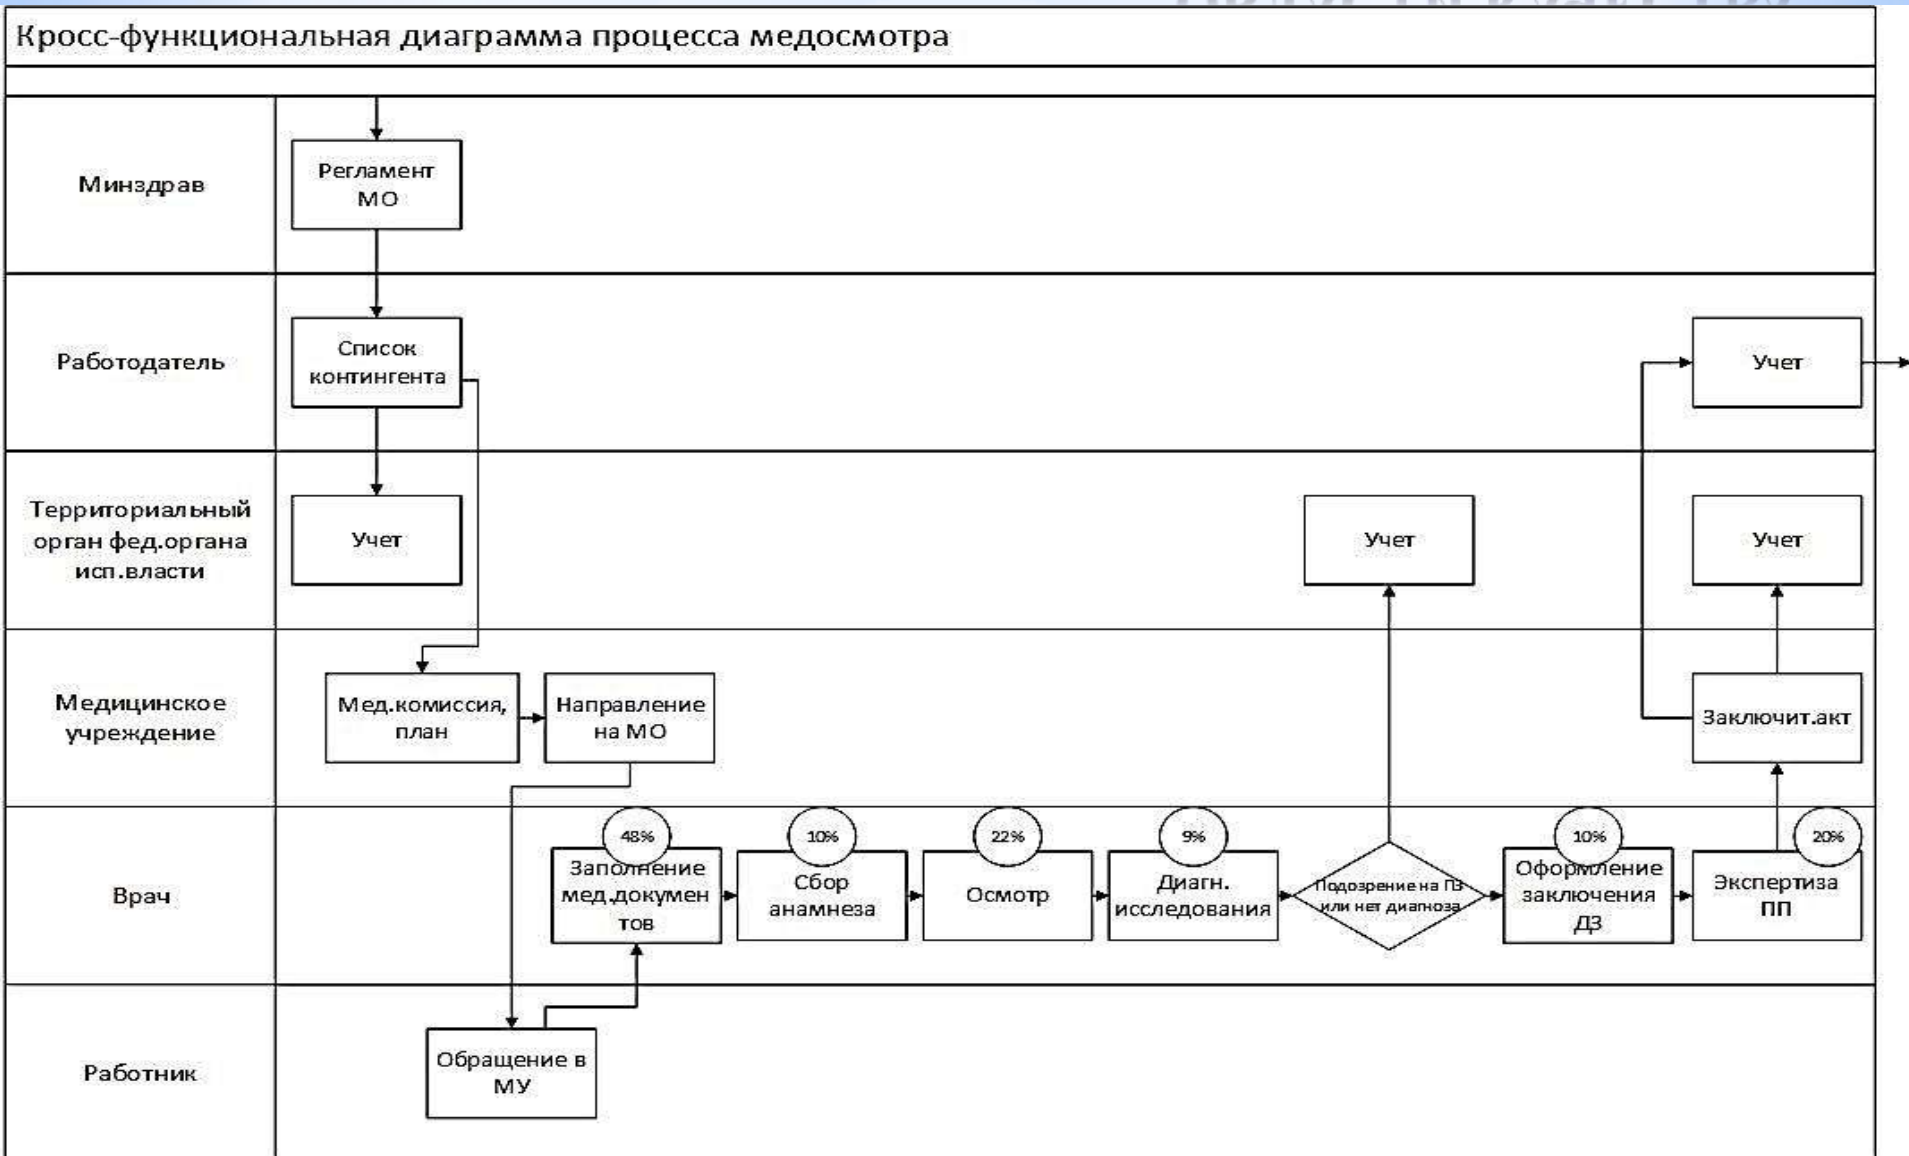 Кросс-функциональная диаграмма процесса медосмотра
Минздрав
Регламент
МО
Работодатель
Список
контингента
Учет
Территориальный
орган фед.органа
исп.власти
Учет
Учет
Учет
Медицинское
учреждение
Мед.комиссия,
план
Направление
на МО
Заключит.акт
Врач
48%
Заполнение
мед.докумен
тов
10%
Сбор
анамнеза
22%
Осмотр
9%
Диагн.
исследования
Подозрение на ПЗ
или нет диагноза
10%
Оформление
заключения
ДЗ
20%
Экспертиза
ПП
Работник
Обращение в
МУ